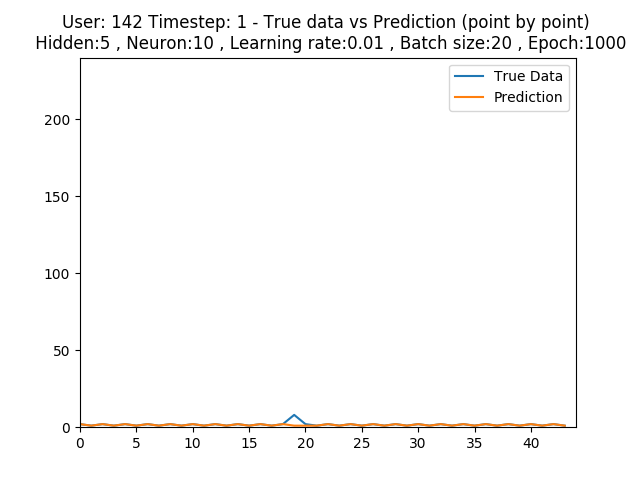 User: 142 Timestep: 1 - True data vs Prediction (point by point)
Hidden:5 , Neuron:10 , Learning rate:0.01 , Batch size:20 , Epoch:1000
True Data
Prediction
200
150
100
50
0
0 5 10 15 20 25 30 35 40